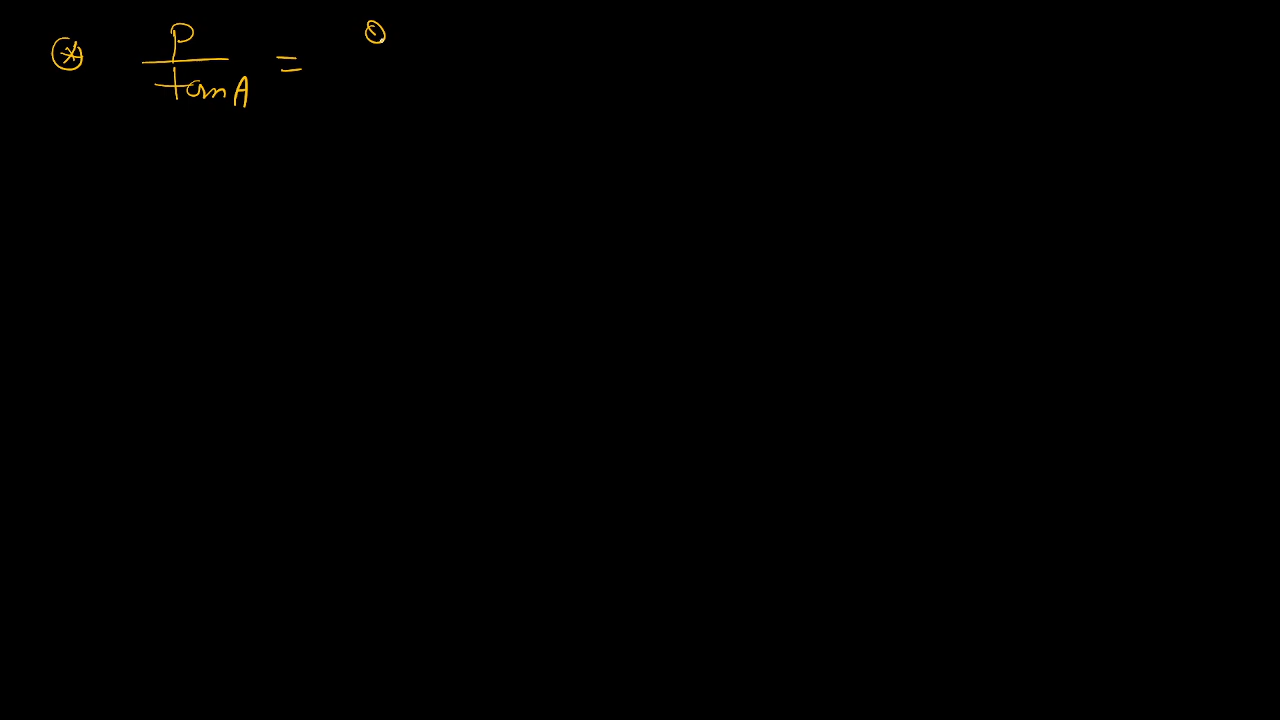 ⊛ P/tanA = Q